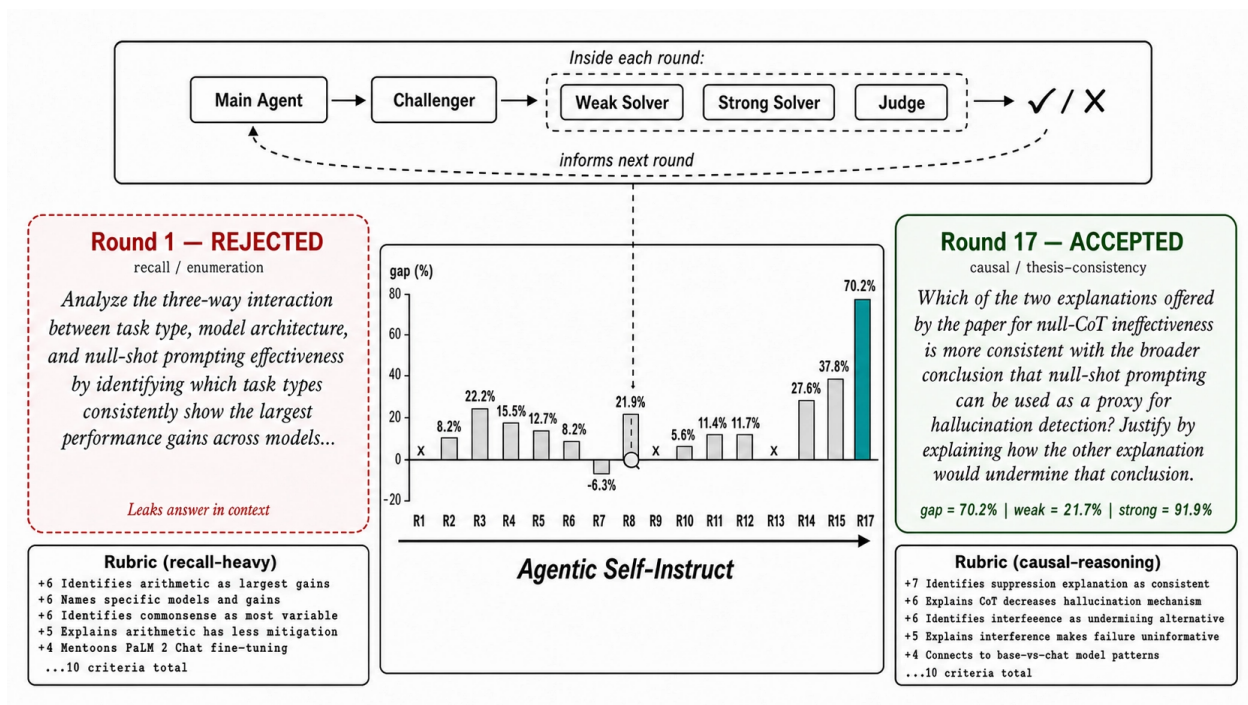 Inside each round:
Main Agent
Challenger
Weak Solver
Strong Solver
Judge
✓ / X
informs next round
Round 1 — REJECTED
recall / enumeration
Analyze the three-way interaction
between task type, model architecture,
and null-shot prompting effectiveness
by identifying which task types
consistently show the largest
performance gains across models...
Leaks answer in context
Rubric (recall-heavy)
+6 Identifies arithmetic as largest gains
+6 Names specific models and gains
+6 Identifies commonsense as most variable
+5 Explains arithmetic has less mitigation
+4 Mentoons PaLM 2 Chat fine-tuning
...10 criteria total
gap (%)
80
60
40
20
0
-20
X
8.2%
22.2%
15.5%
12.7%
8.2%
-6.3%
21.9%
X
5.6%
11.4%
11.7%
X
27.6%
37.8%
70.2%
R1 R2 R3 R4 R5 R6 R7 R8 R9 R10 R11 R12 R13 R14 R15 R17
Agentic Self-Instruct
Round 17 — ACCEPTED
causal / thesis-consistency
Which of the two explanations offered
by the paper for null-CoT ineffectiveness
is more consistent with the broader
conclusion that null-shot prompting
can be used as a proxy for
hallucination detection? Justify by
explaining how the other explanation
would undermine that conclusion.
gap = 70.2% | weak = 21.7% | strong = 91.9%
Rubric (causal-reasoning)
+7 Identifies suppression explanation as consistent
+6 Explains CoT decreases hallucination mechanism
+6 Identifies interfeeence as undermizing alternative
+5 Explains interference makes failure uninformative
+4 Connects to base-vs-chat model patterns
...10 criteria total